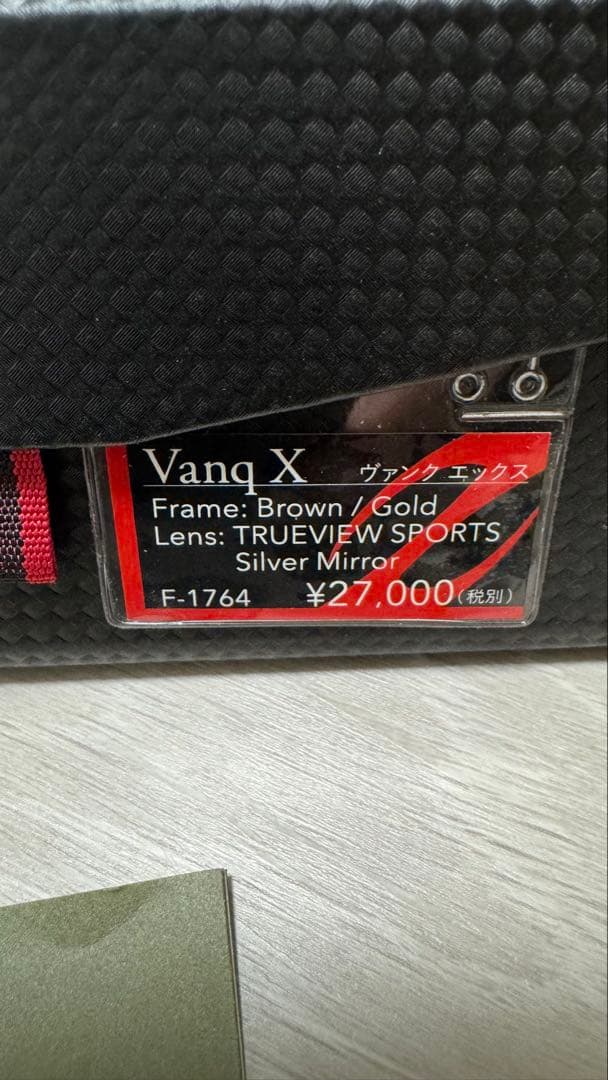 Vanq X ヴァンク エックス
Frame: Brown / Gold
Lens: TRUEVIEW SPORTS
Silver Mirror
F-1764 ¥27,000(税別)